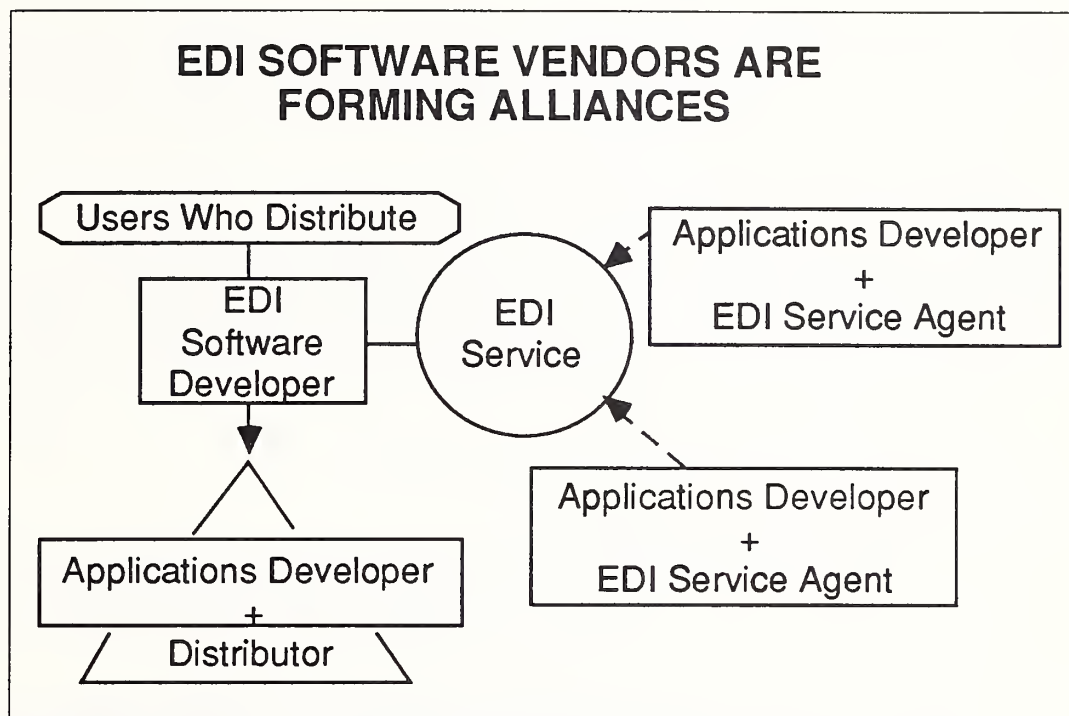 EDI SOFTWARE VENDORS ARE
FORMING ALLIANCES
Users Who Distribute
EDI
Software
Developer
EDI
Service
Applications Developer
+
EDI Service Agent
Applications Developer
+
EDI Service Agent
Applications Developer
+
Distributor